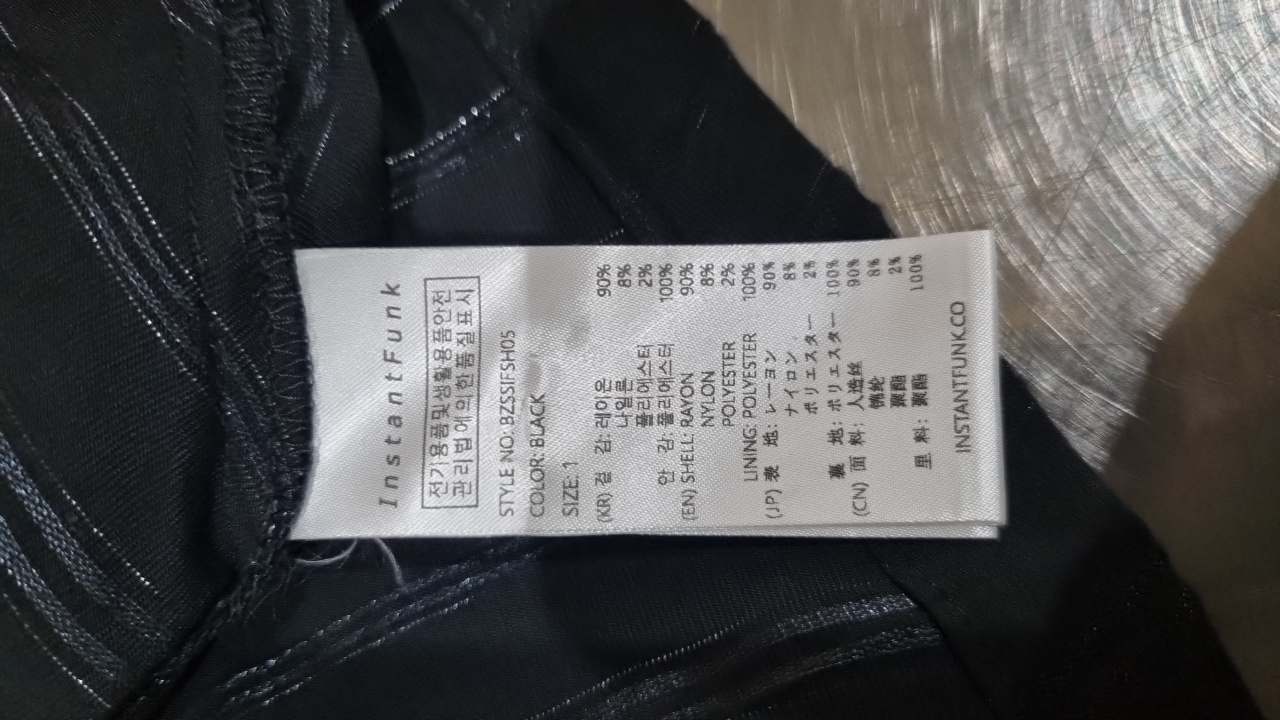 InstantFunk
전기용품및생활용품안전
관리법에의한품질표시
STYLE NO: BZSSIFSH05
COLOR: BLACK
SIZE: 1
(KR) 겉 감: 레이온 90%
나일론 8%
폴리에스터 2%
안 감: 폴리에스터 100%
(EN) SHELL: RAYON 90%
NYLON 8%
POLYESTER 2%
LINING: POLYESTER 100%
(JP) 表 地: レーヨン 90%
ナイロン 8%
ポリエスター 2%
裏 地: ポリエスター 100%
(CN) 面 料: 人造丝 90%
锦纶 8%
聚酯 2%
里 料: 聚酯 100%
INSTANTFUNK.CO